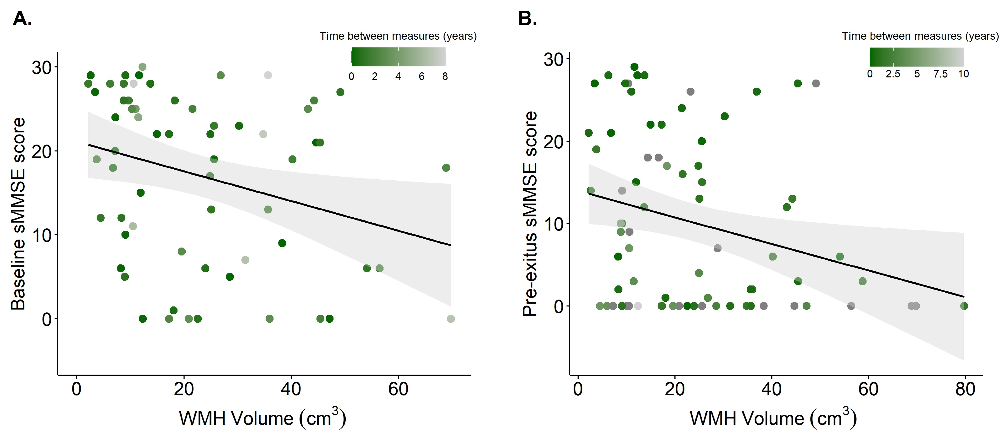 A.
Time between measures (years)
0 2 4 6 8
30
20
10
0
Baseline sMMSE score
0 20 40 60
WMH Volume (cm³)
B.
Time between measures (years)
0 2.5 5 7.5 10
30
20
10
0
Pre-exitus sMMSE score
0 20 40 60 80
WMH Volume (cm³)